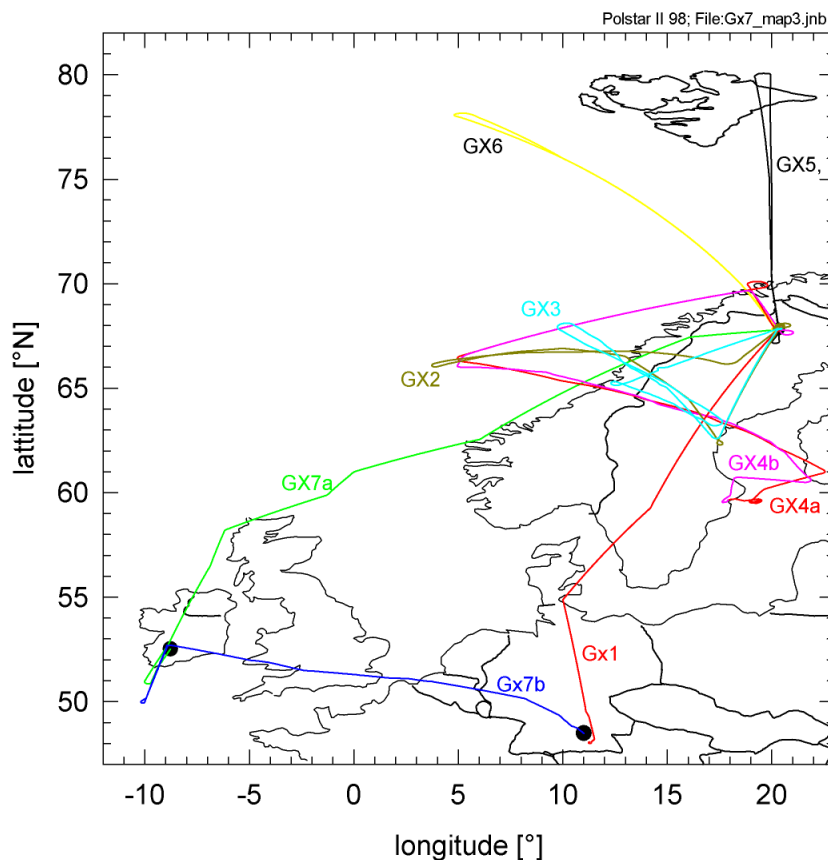 Polstar II 98; File:Gx7_map3.jnb
80
75
70
65
60
55
50
lattitude [°N]
GX6
GX5,
GX3
GX2
GX4b
GX7a
GX4a
Gx1
Gx7b
-10
-5
0
5
10
15
20
longitude [°]